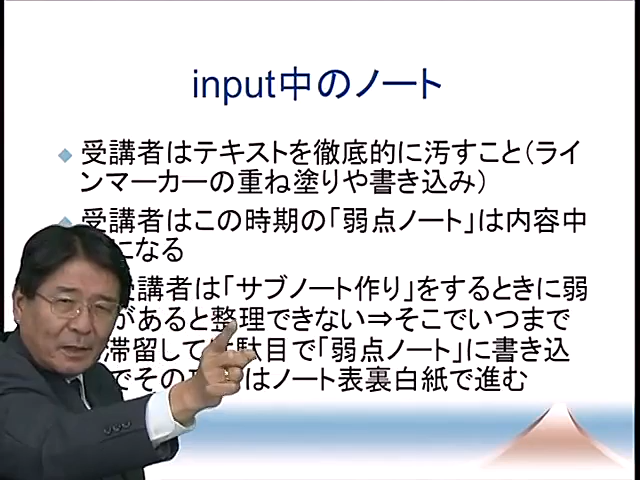 input中のノート
受講者はテキストを徹底的に汚すこと（ライ
ンマーカーの重ね塗りや書き込み）
受講者はこの時期の「弱点ノート」は内容中
になる
受講者は「サブノート作り」をするときに弱
があると整理できない⇒そこでいつまで
滞留して 駄目で「弱点ノート」に書き込
でその はノート表裏白紙で進む